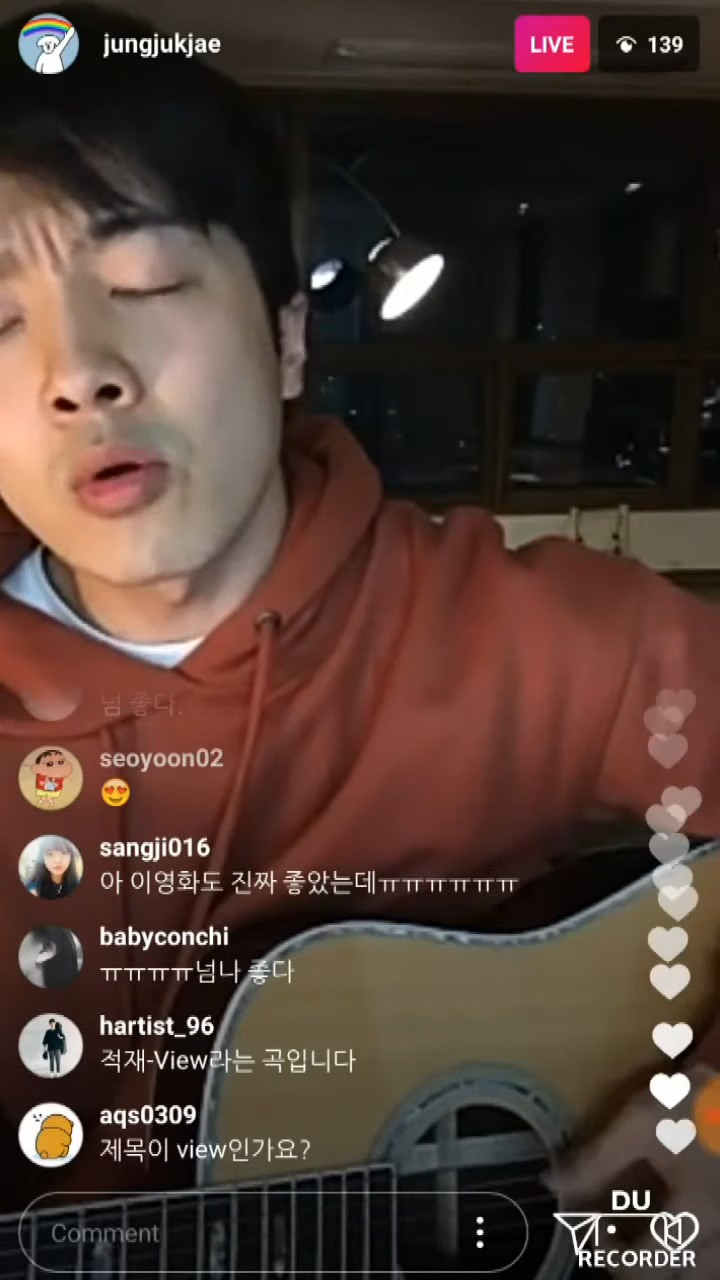 jungjukjae
LIVE
139
넘 좋다.
seoyoon02
sangji016
아 이영화도 진짜 좋았는데ㅠㅠㅠㅠㅠㅠ
babyconchi
ㅠㅠㅠㅠ넘나 좋다
hartist_96
적재-View라는 곡입니다
aqs0309
제목이 view인가요?
Comment
DU
RECORDER